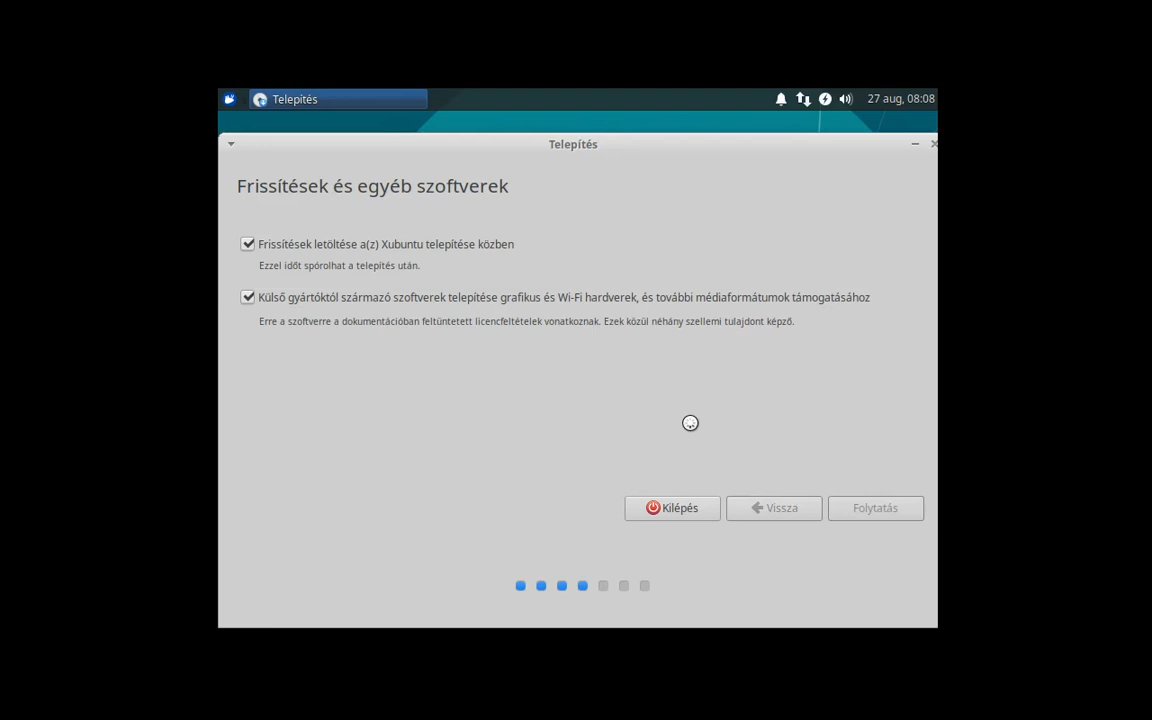 Telepítés
27 aug, 08:08
Telepítés
Frissítések és egyéb szoftverek
Frissítések letöltése a(z) Xubuntu telepítése közben
Ezzel időt spórolhat a telepítés után.
Külső gyártóktól származó szoftverek telepítése grafikus és Wi-Fi hardverek, és további médiaformátumok támogatásához
Erre a szoftverre a dokumentációban feltüntetett licencfeltételek vonatkoznak. Ezek közül néhány szellemi tulajdont képző.
Kilépés
Vissza
Folytatás